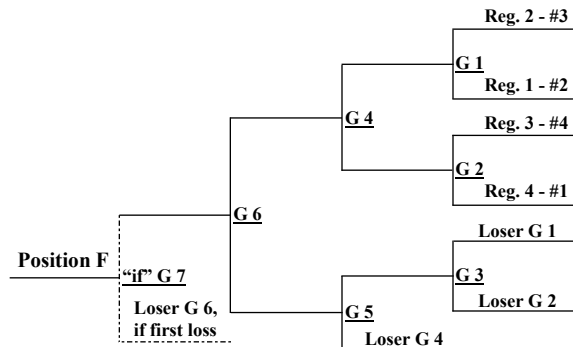 Reg. 2 - #3
G 1
Reg. 1 - #2
G 4
Reg. 3 - #4
G 2
Reg. 4 - #1
G 6
Loser G 1
Position F
"if" G 7
G 3
Loser G 6,
if first loss
Loser G 2
G 5
Loser G 4